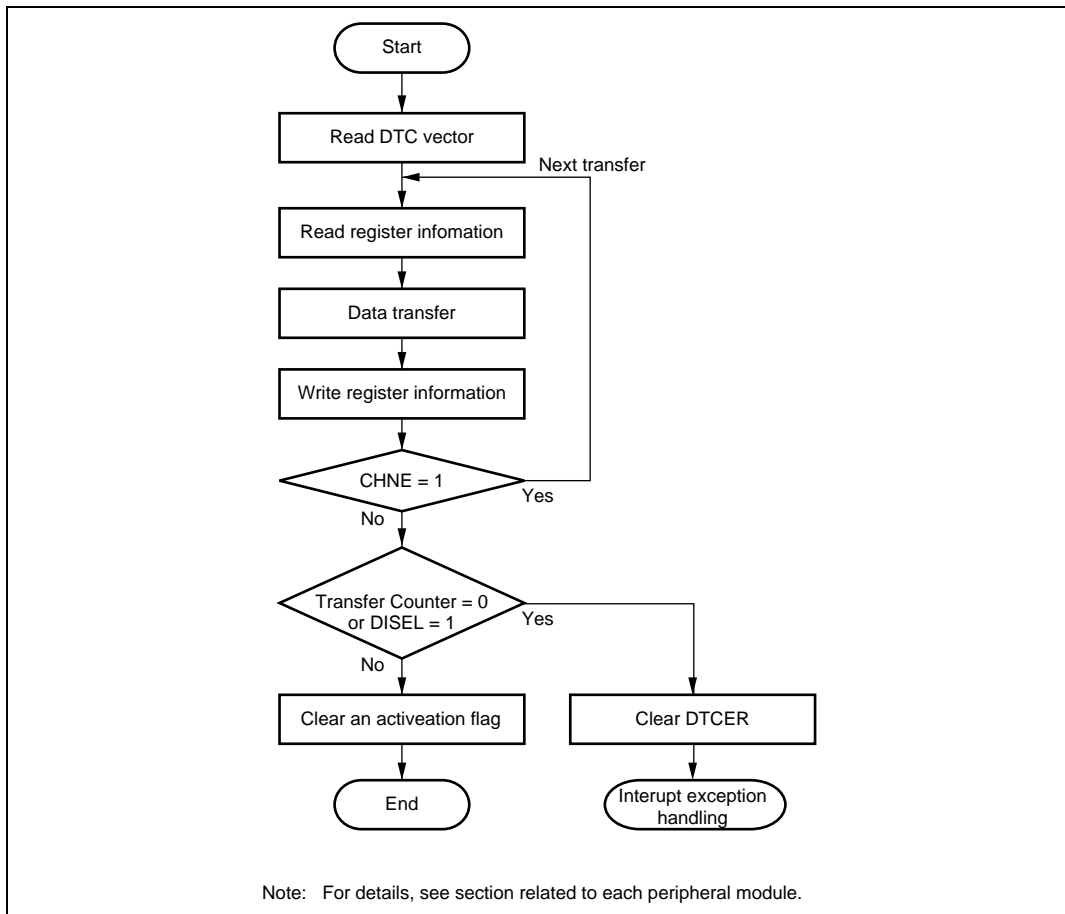 Start
Read DTC vector
Next transfer
Read register infomation
Data transfer
Write register information
CHNE = 1
Yes
No
Transfer Counter = 0
or DISEL = 1
Yes
No
Clear an activeation flag
Clear DTCER
End
Interupt exception
handling
Note: For details, see section related to each peripheral module.